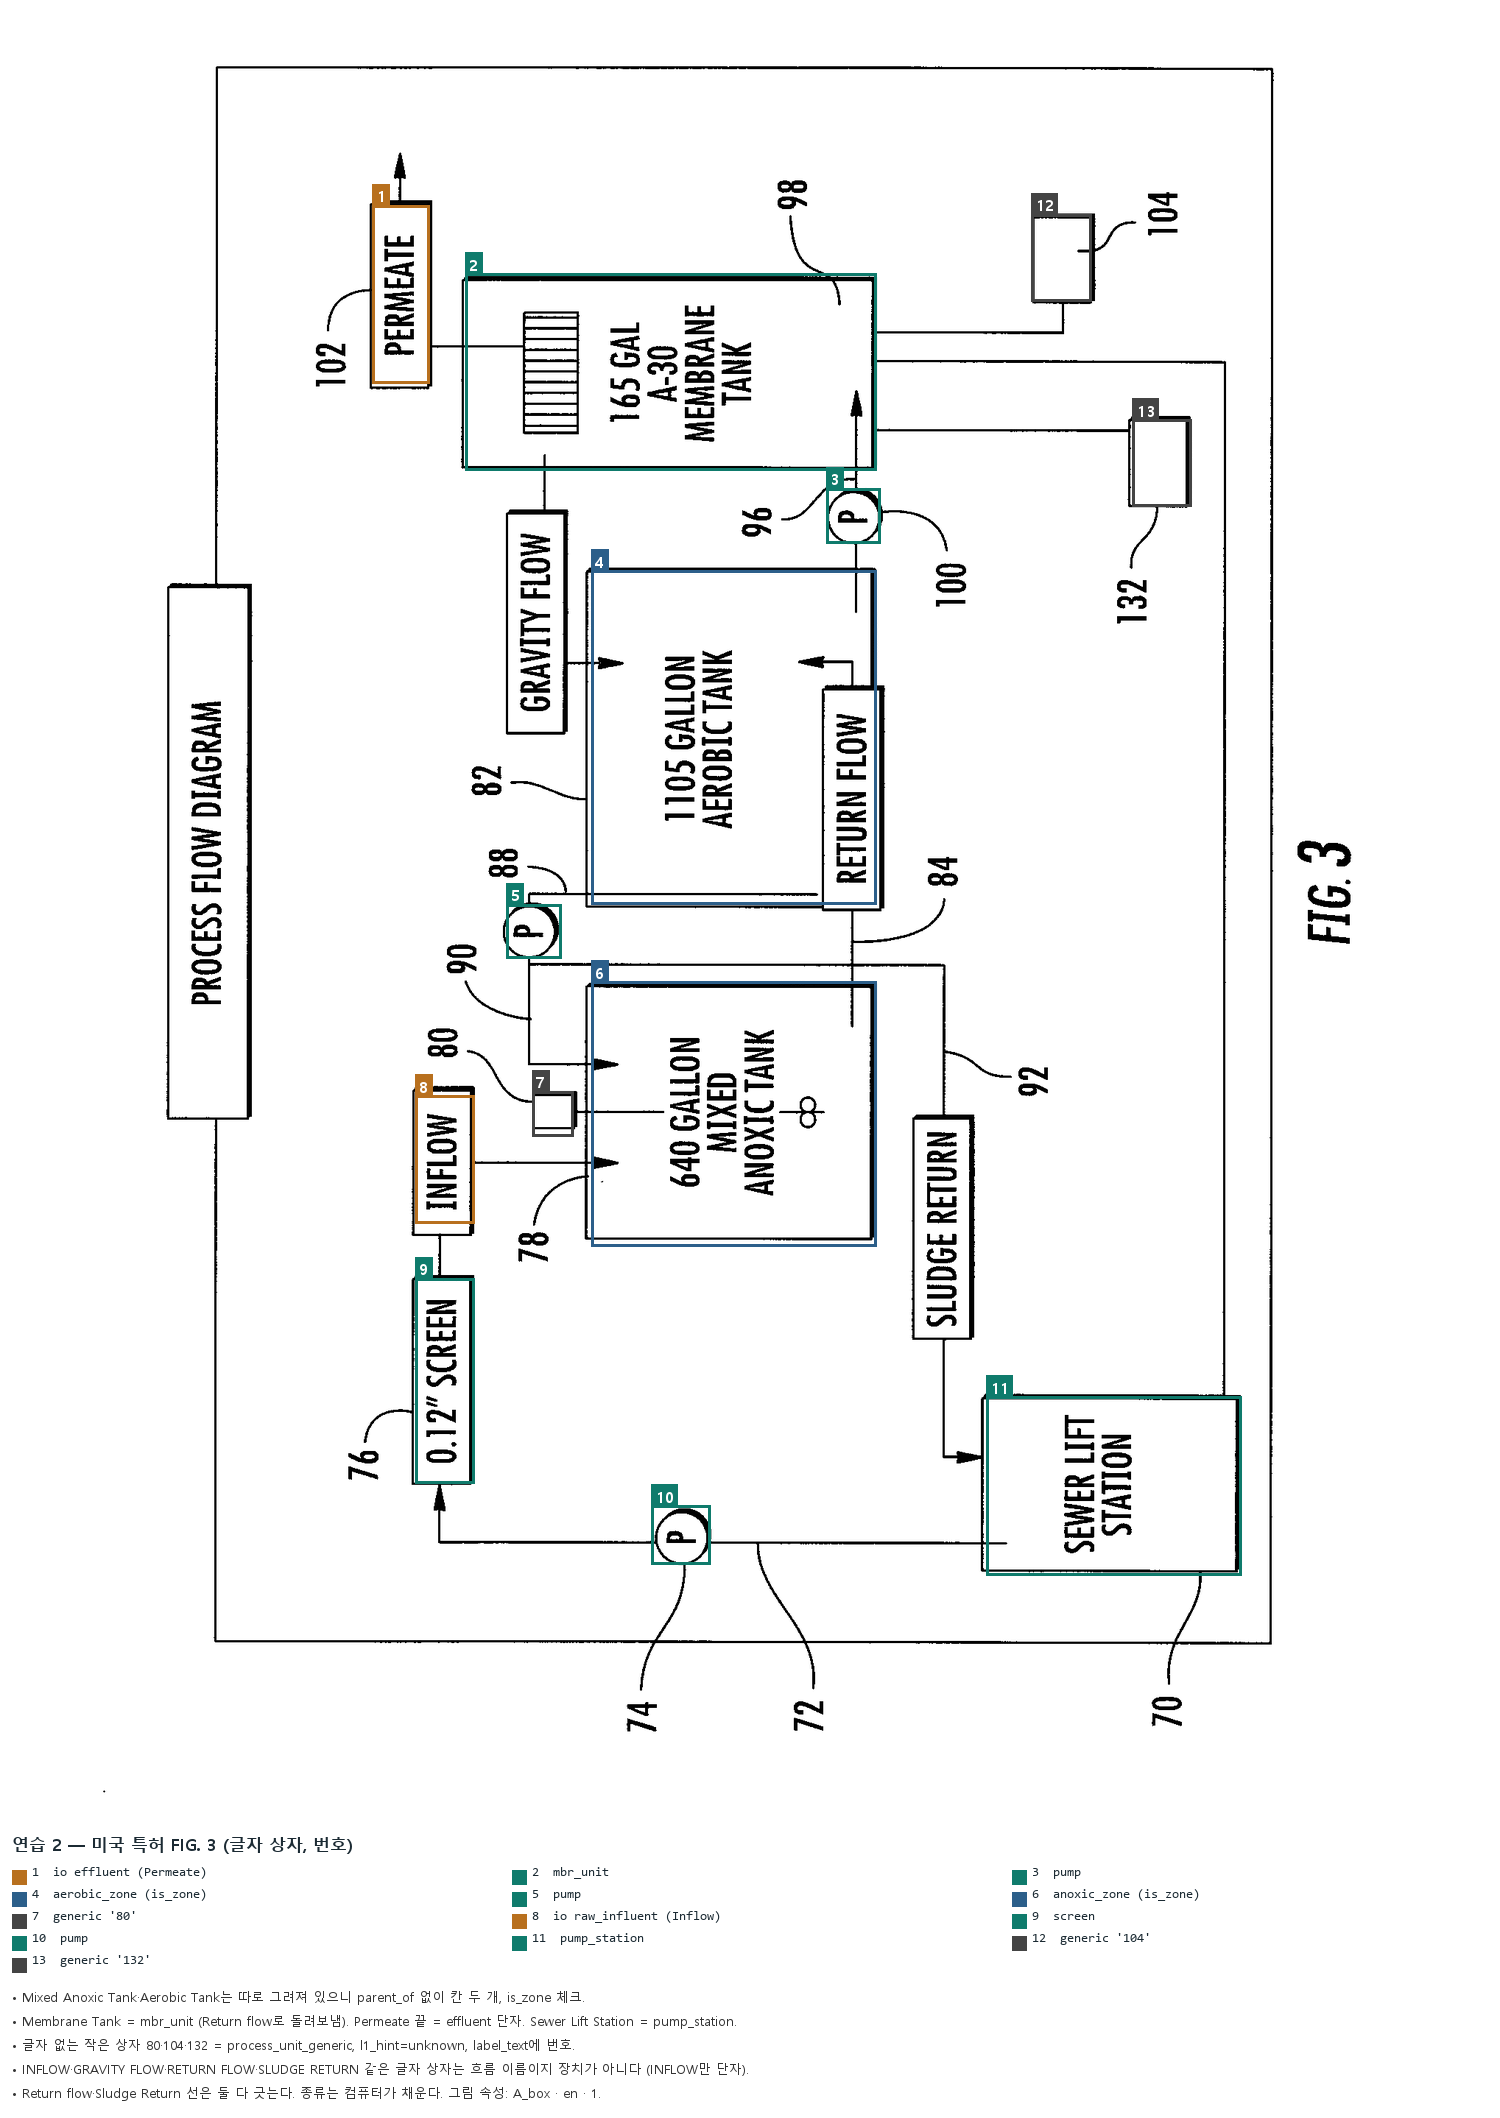 PROCESS FLOW DIAGRAM
1
PERMEATE
102
2
165 GAL
A-30
MEMBRANE
TANK
98
12
104
13
132
3
P
96
100
GRAVITY FLOW
4
1105 GALLON
AEROBIC TANK
82
RETURN FLOW
88
5
P
84
90
6
640 GALLON
MIXED
ANOXIC TANK
80
7
8
INFLOW
78
92
SLUDGE RETURN
9
0.12" SCREEN
76
10
P
11
SEWER LIFT
STATION
74
72
70
FIG. 3
연습 2 — 미국 특허 FIG. 3 (글자 상자, 번호)
1 io effluent (Permeate)
2 mbr_unit
3 pump
4 aerobic_zone (is_zone)
5 pump
6 anoxic_zone (is_zone)
7 generic '80'
8 io raw_influent (Inflow)
9 screen
10 pump
11 pump_station
12 generic '104'
13 generic '132'
• Mixed Anoxic Tank·Aerobic Tank는 따로 그려져 있으니 parent_of 없이 칸 두 개, is_zone 체크.
• Membrane Tank = mbr_unit (Return flow로 돌려보냄). Permeate 끝 = effluent 단자. Sewer Lift Station = pump_station.
• 글자 없는 작은 상자 80·104·132 = process_unit_generic, l1_hint=unknown, label_text에 번호.
• INFLOW·GRAVITY FLOW·RETURN FLOW·SLUDGE RETURN 같은 글자 상자는 흐름 이름이지 장치가 아니다 (INFLOW만 단자).
• Return flow·Sludge Return 선은 둘 다 긋는다. 종류는 컴퓨터가 채운다. 그림 속성: A_box · en · 1.